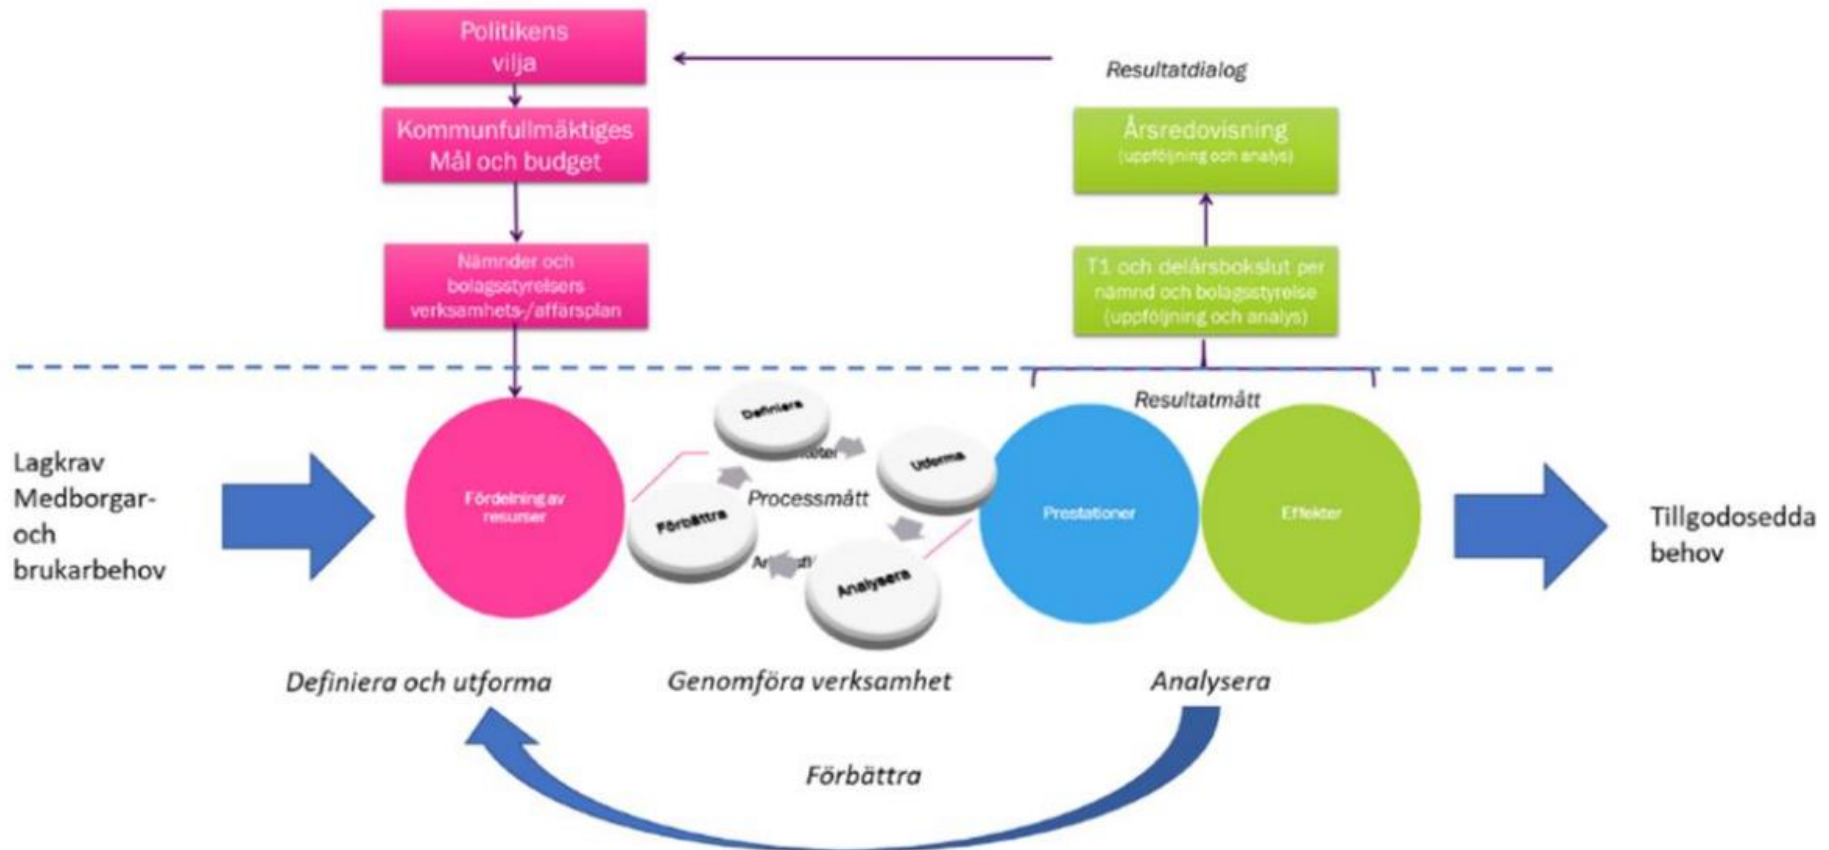 Politikens
vilja
Resultatdialog
Kommunfullmäktiges
Mål och budget
Årsredovisning
(uppföljning och analys)
Nämnder och
bolagsstyrelsers
verksamhets-/affärsplan
T1 och delårsbokslut per
nämnd och bolagsstyrelse
(uppföljning och analys)
Resultatmått
Lagkrav
Medborgar-
och
brukarbehov
Fördelning av
resurser
Definiera
Utforma
Processmått
Förbättra
Analysera
Prestationer
Effekter
Tillgodosedda
behov
Definiera och utforma
Genomföra verksamhet
Analysera
Förbättra